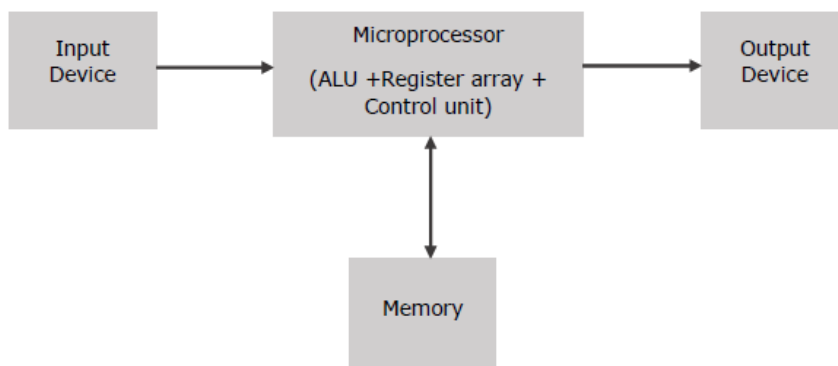 Input
Device
Microprocessor
(ALU +Register array +
Control unit)
Output
Device
Memory